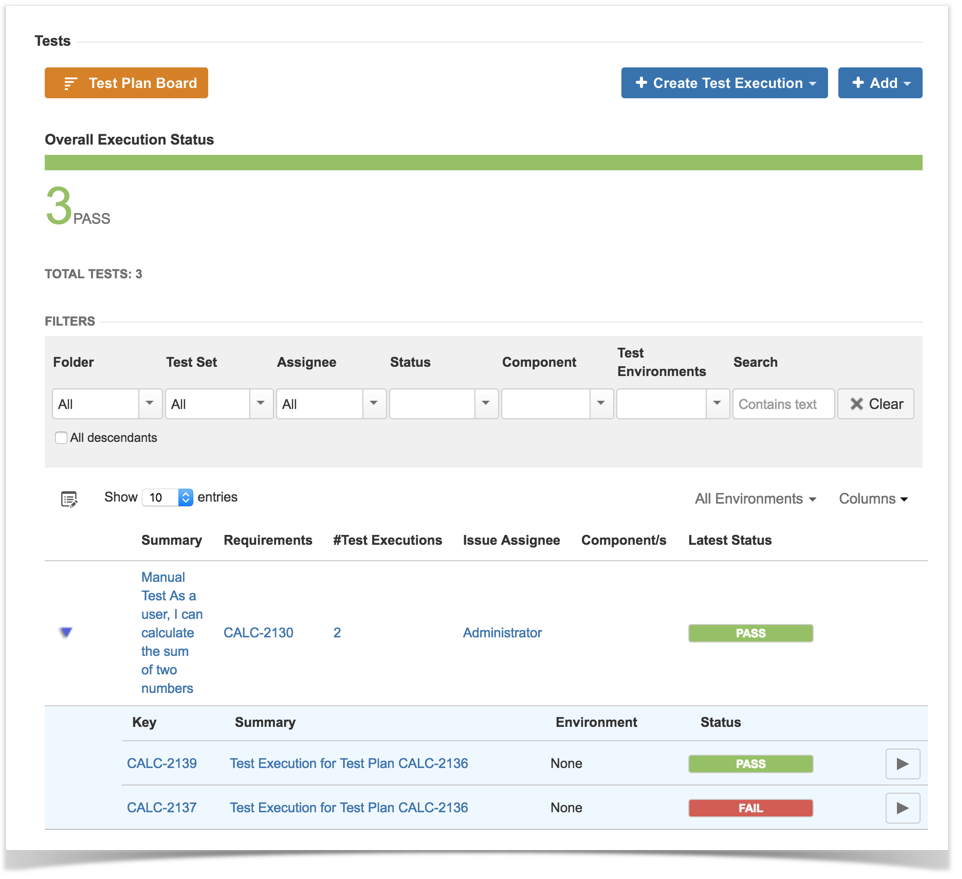 Tests
Test Plan Board
Create Test Execution
Add
Overall Execution Status
3 PASS
TOTAL TESTS: 3
FILTERS
Folder Test Set Assignee Status Component Test Environments Search
All All All Contains text Clear
All descendants
Show 10 entries All Environments Columns
Summary Requirements #Test Executions Issue Assignee Component/s Latest Status
Manual
Test As a
user, I can
calculate
the sum
of two
numbers
CALC-2130 2 Administrator PASS
Key Summary Environment Status
CALC-2139 Test Execution for Test Plan CALC-2136 None PASS
CALC-2137 Test Execution for Test Plan CALC-2136 None FAIL